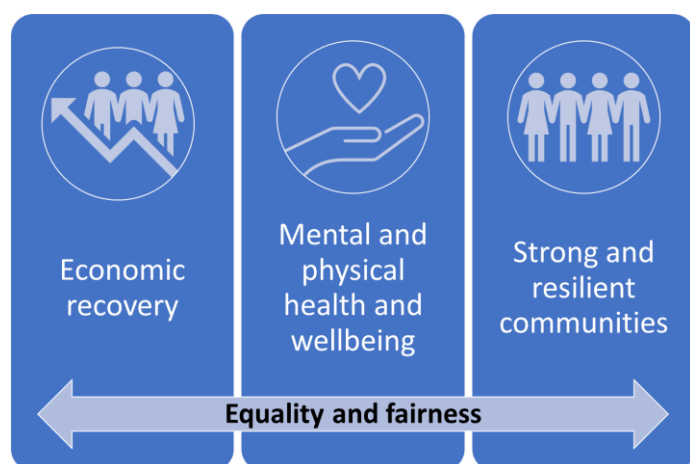 Economic
recovery
Mental and
physical
health and
wellbeing
Strong and
resilient
communities
Equality and fairness